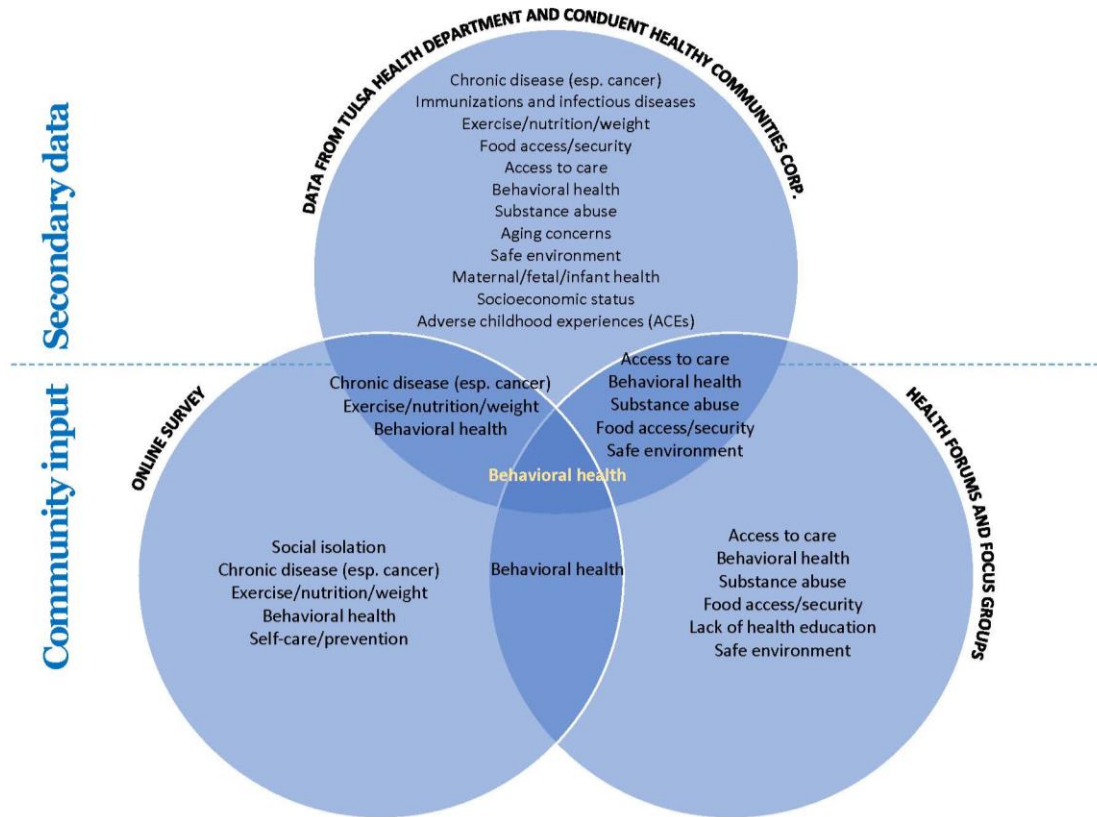 DATA FROM TULSA HEALTH DEPARTMENT AND CONDUENT HEALTHY COMMUNITIES CORP.
Secondary data
Chronic disease (esp. cancer)
Immunizations and infectious diseases
Exercise/nutrition/weight
Food access/security
Access to care
Behavioral health
Substance abuse
Aging concerns
Safe environment
Maternal/fetal/infant health
Socioeconomic status
Adverse childhood experiences (ACEs)
Community input
ONLINE SURVEY
Chronic disease (esp. cancer)
Exercise/nutrition/weight
Behavioral health
Access to care
Behavioral health
Substance abuse
Food access/security
Safe environment
HEALTH FORUMS AND FOCUS GROUPS
Behavioral health
Social isolation
Chronic disease (esp. cancer)
Exercise/nutrition/weight
Behavioral health
Self-care/prevention
Behavioral health
Access to care
Behavioral health
Substance abuse
Food access/security
Lack of health education
Safe environment